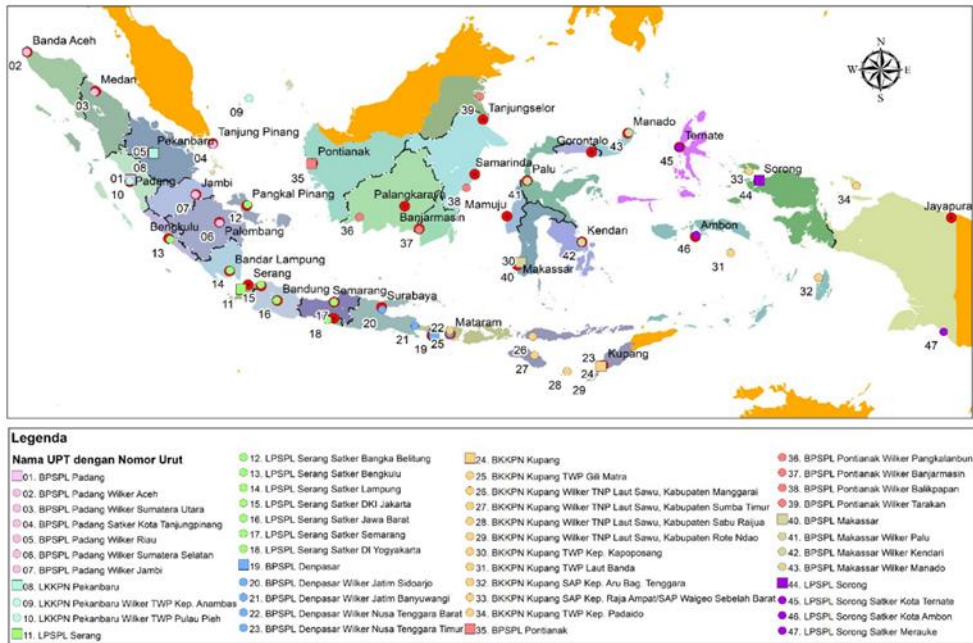 Banda Aceh
02
Medan
03
09
Tanjung Pinang
04
Pekanbaru
05
08
01
Padang
10
Jambi
07
Pangkal Pinang
12
Bengkulu
13
06
Palembang
Bandar Lampung
14
Serang
15
11
Bandung
16
Semarang
17
18
Surabaya
20
21
19
22
25
Mataram
Pontianak
35
36
Palangkaraya
Banjarmasin
37
38
Samarinda
39
Tanjungselor
Mamuju
Palu
41
Gorontalo
Manado
43
Kendari
42
30
40
Makassar
26
27
28
23
24
29
Kupang
Ternate
45
Ambon
46
31
32
33
44
Sorong
34
Jayapura
47
N
W E
S
Legenda
Nama UPT dengan Nomor Urut
01. BPSPL Padang
02. BPSPL Padang Wilker Aceh
03. BPSPL Padang Wilker Sumatera Utara
04. BPSPL Padang Satker Kota Tanjungpinang
05. BPSPL Padang Wilker Riau
06. BPSPL Padang Wilker Sumatera Selatan
07. BPSPL Padang Wilker Jambi
08. LKKPN Pekanbaru
09. LKKPN Pekanbaru Wilker TWP Kep. Anambas
10. LKKPN Pekanbaru Wilker TWP Pulau Pieh
11. LPSPL Serang
12. LPSPL Serang Satker Bangka Belitung
13. LPSPL Serang Satker Bengkulu
14. LPSPL Serang Satker Lampung
15. LPSPL Serang Satker DKI Jakarta
16. LPSPL Serang Satker Jawa Barat
17. LPSPL Serang Satker Semarang
18. LPSPL Serang Satker DI Yogyakarta
19. BPSPL Denpasar
20. BPSPL Denpasar Wilker Jatim Sidoarjo
21. BPSPL Denpasar Wilker Jatim Banyuwangi
22. BPSPL Denpasar Wilker Nusa Tenggara Barat
23. BPSPL Denpasar Wilker Nusa Tenggara Timur
24. BKKPN Kupang
25. BKKPN Kupang TWP Gili Matra
26. BKKPN Kupang Wilker TNP Laut Sawu, Kabupaten Manggarai
27. BKKPN Kupang Wilker TNP Laut Sawu, Kabupaten Sumba Timur
28. BKKPN Kupang Wilker TNP Laut Sawu, Kabupaten Sabu Raijua
29. BKKPN Kupang Wilker TNP Laut Sawu, Kabupaten Rote Ndao
30. BKKPN Kupang TWP Kep. Kapoposang
31. BKKPN Kupang TWP Laut Banda
32. BKKPN Kupang SAP Kep. Aru Bag. Tenggara
33. BKKPN Kupang SAP Kep. Raja Ampat/SAP Waigeo Sebelah Barat
34. BKKPN Kupang TWP Kep. Padaido
35. BPSPL Pontianak
36. BPSPL Pontianak Wilker Pangkalanbun
37. BPSPL Pontianak Wilker Banjarmasin
38. BPSPL Pontianak Wilker Balikpapan
39. BPSPL Pontianak Wilker Tarakan
40. BPSPL Makassar
41. BPSPL Makassar Wilker Palu
42. BPSPL Makassar Wilker Kendari
43. BPSPL Makassar Wilker Manado
44. LPSPL Sorong
45. LPSPL Sorong Satker Kota Ternate
46. LPSPL Sorong Satker Kota Ambon
47. LPSPL Sorong Satker Merauke